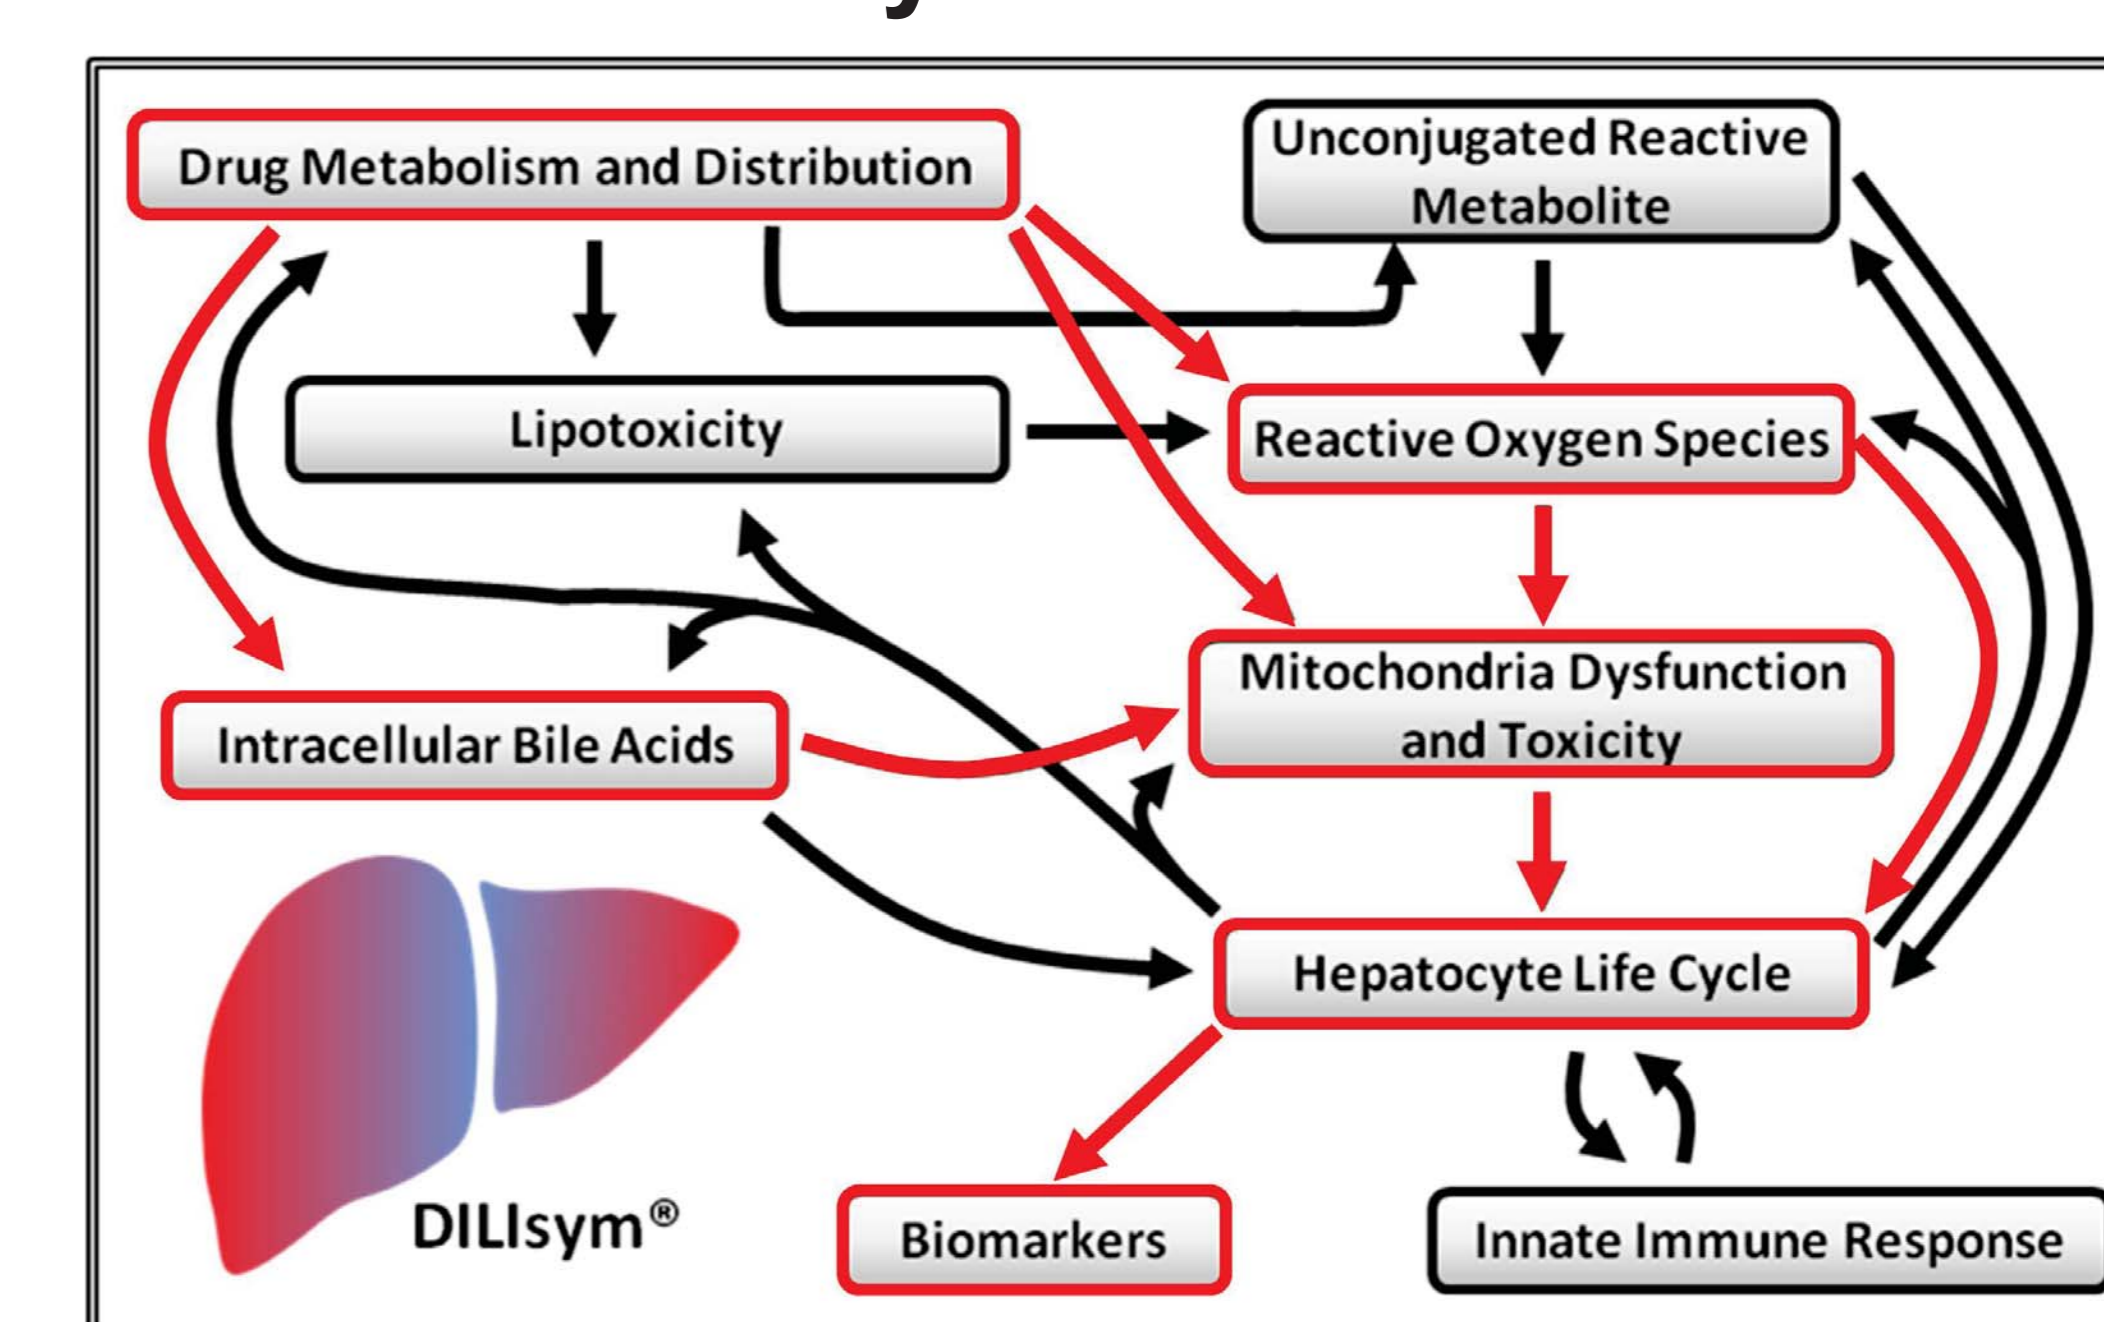 Drug Metabolism and Distribution
Unconjugated Reactive
Metabolite
Lipotoxicity
Reactive Oxygen Species
Mitochondria Dysfunction
and Toxicity
Intracellular Bile Acids
Hepatocyte Life Cycle
DILIsym®
Biomarkers
Innate Immune Response